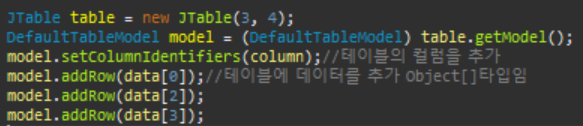 JTable table = new JTable(3, 4);
DefaultTableModel model = (DefaultTableModel) table.getModel();
model.setColumnIdentifiers(column);//테이블의 컬럼을 추가
model.addRow(data[0]);//테이블에 데이터를 추가 Object[]타입임
model.addRow(data[2]);
model.addRow(data[3]);